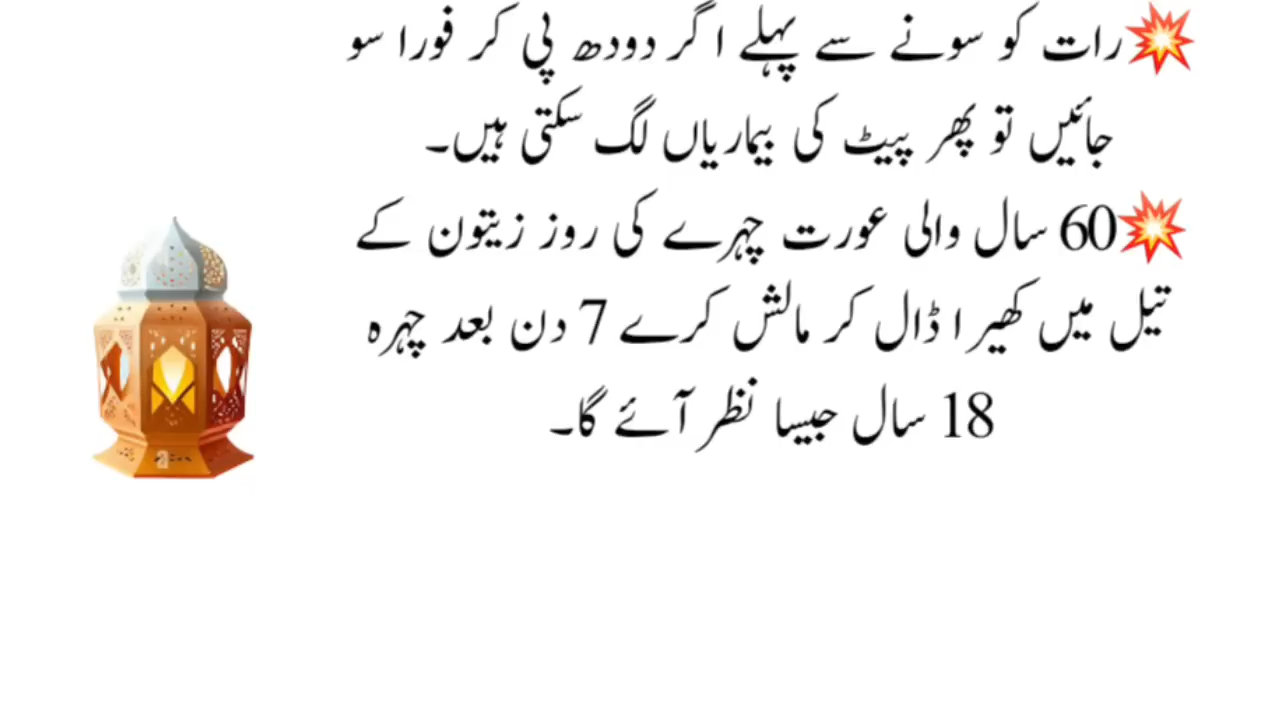 💥رات کو سونے سے پہلے اگر دودھ پی کر فورا سو
جائیں تو پھر پیٹ کی بیماریاں لگ سکتی ہیں۔
💥60 سال والی عورت چہرے کی روز زیتون کے
تیل میں کھیرا ڈال کر مالش کرے 7 دن بعد چہرہ
18 سال جیسا نظر آئے گا۔